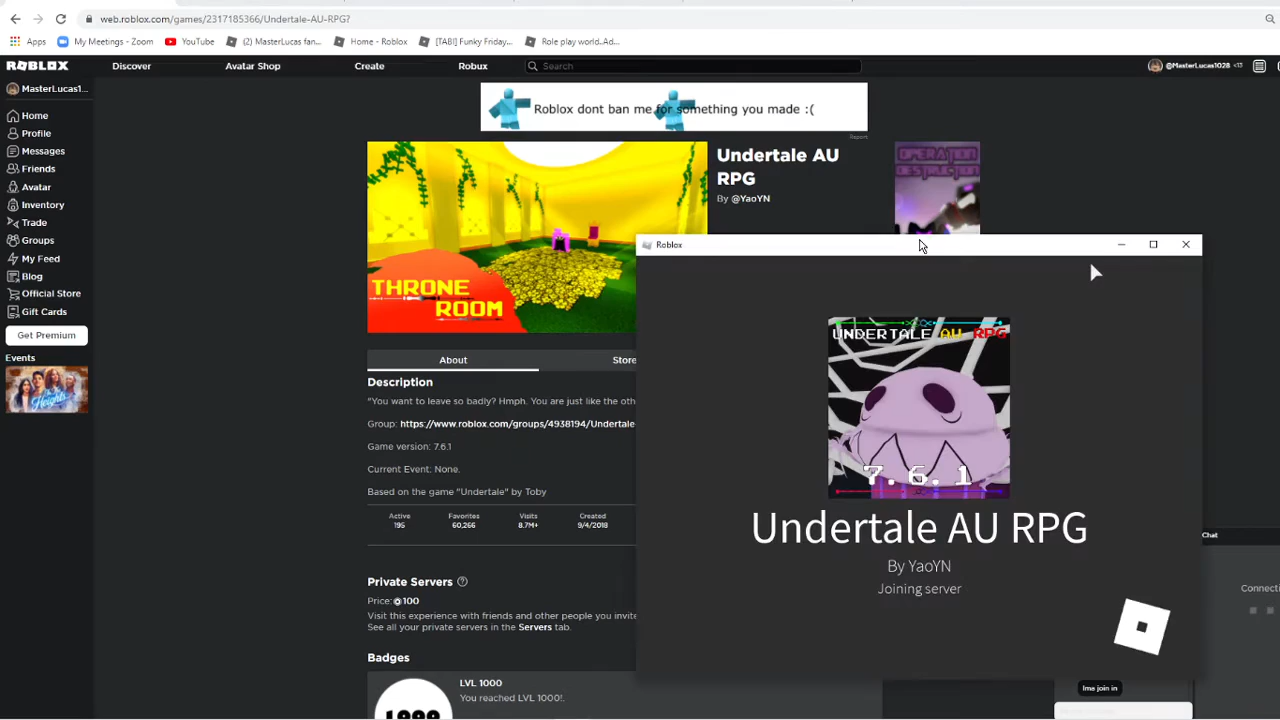 web.roblox.com/games/2317185366/Undertale-AU-RPG?
Apps
My Meetings - Zoom
YouTube
(2) MasterLucas fan...
Home - Roblox
[TABI] Funky Friday...
Role play world..Ad...
ROBLOX
Discover
Avatar Shop
Create
Robux
Search
@MasterLucas1028 <13
MasterLucas1...
Home
Profile
Messages
Friends
Avatar
Inventory
Trade
Groups
My Feed
Blog
Official Store
Gift Cards
Get Premium
Events
Heights
Roblox dont ban me for something you made :(
Report
THRONE
ROOM
Undertale AU
RPG
By @YaoYN
OPERATION
DESTRUCTION
About
Store
Description
"You want to leave so badly? Hmph. You are just like the oth
Group: https://www.roblox.com/groups/4938194/Undertale-
Game version: 7.6.1
Current Event: None.
Based on the game "Undertale" by Toby
Active
195
Favorites
60,266
Visits
8.7M+
Created
9/4/2018
Private Servers
Price: 100
Visit this experience with friends and other people you invite
See all your private servers in the Servers tab.
Badges
1000
LVL 1000
You reached LVL 1000!.
Roblox
UNDERTALE AU RPG
7.6.1
Undertale AU RPG
By YaoYN
Joining server
Chat
Connecti
Ima join in